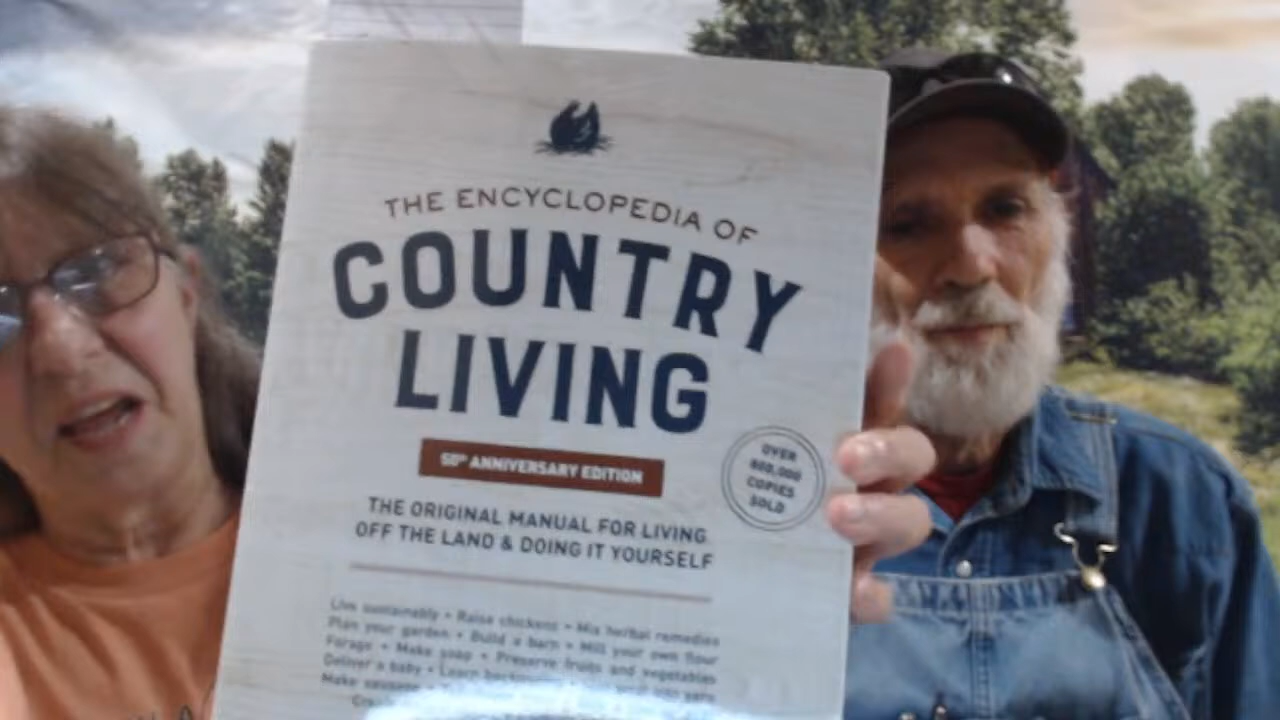 THE ENCYCLOPEDIA OF
COUNTRY
LIVING
50TH ANNIVERSARY EDITION
OVER
800,000
COPIES
SOLD
THE ORIGINAL MANUAL FOR LIVING
OFF THE LAND & DOING IT YOURSELF
Live sustainably • Raise chickens • Mix herbal remedies
Plan your garden • Build a barn • Mill your own flour
Forage • Make soap • Preserve fruits and vegetables
Deliver a baby • Learn
Make